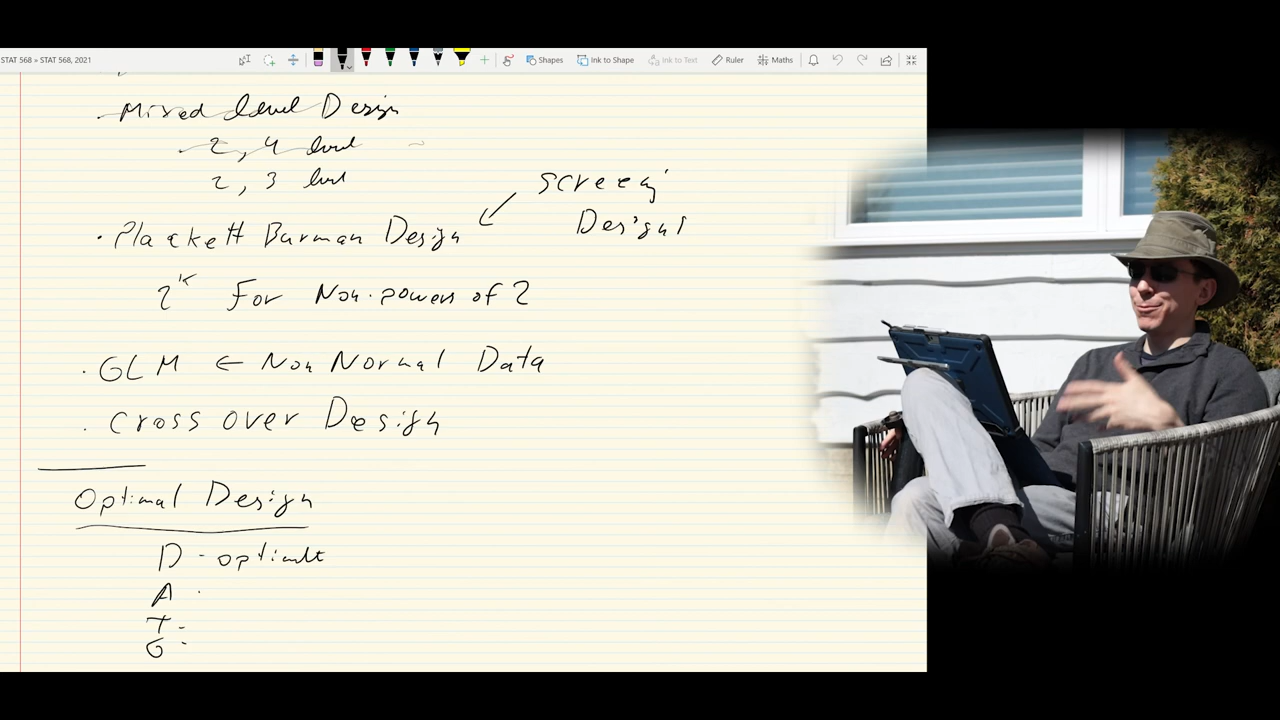 STAT 568 » STAT 568, 2021
Shapes
Ink to Shape
Ink to Text
Ruler
Maths
· Mixed level Design
2, 4 level
2, 3 level
Screeing
Designs
· Plackett Burman Design
2^k For Non-powers of 2
· GLM ← Non Normal Data
· Cross over Design
Optimal Design
D - optimalt
A -
T -
G -